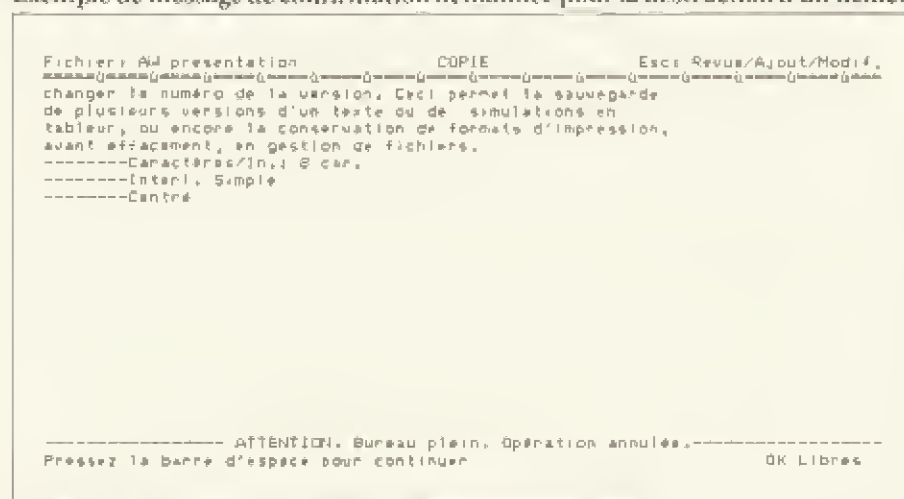 Fichier: AW presentation COPIE Esc: Revue/Ajout/Modif.
changer le numéro de la version. Ceci permet la sauvegarde
de plusieurs versions d'un texte ou de simulations en
tableur, ou encore la conservation de formats d'impression,
avant effacement, en gestion de fichiers.
--------Caractères/In.: 8 car.
--------Interl. Simple
--------Centré
------------------ ATTENTION. Bureau plein. Opération annulée.-------------------
Pressez la barre d'espace pour continuer 0K Libres